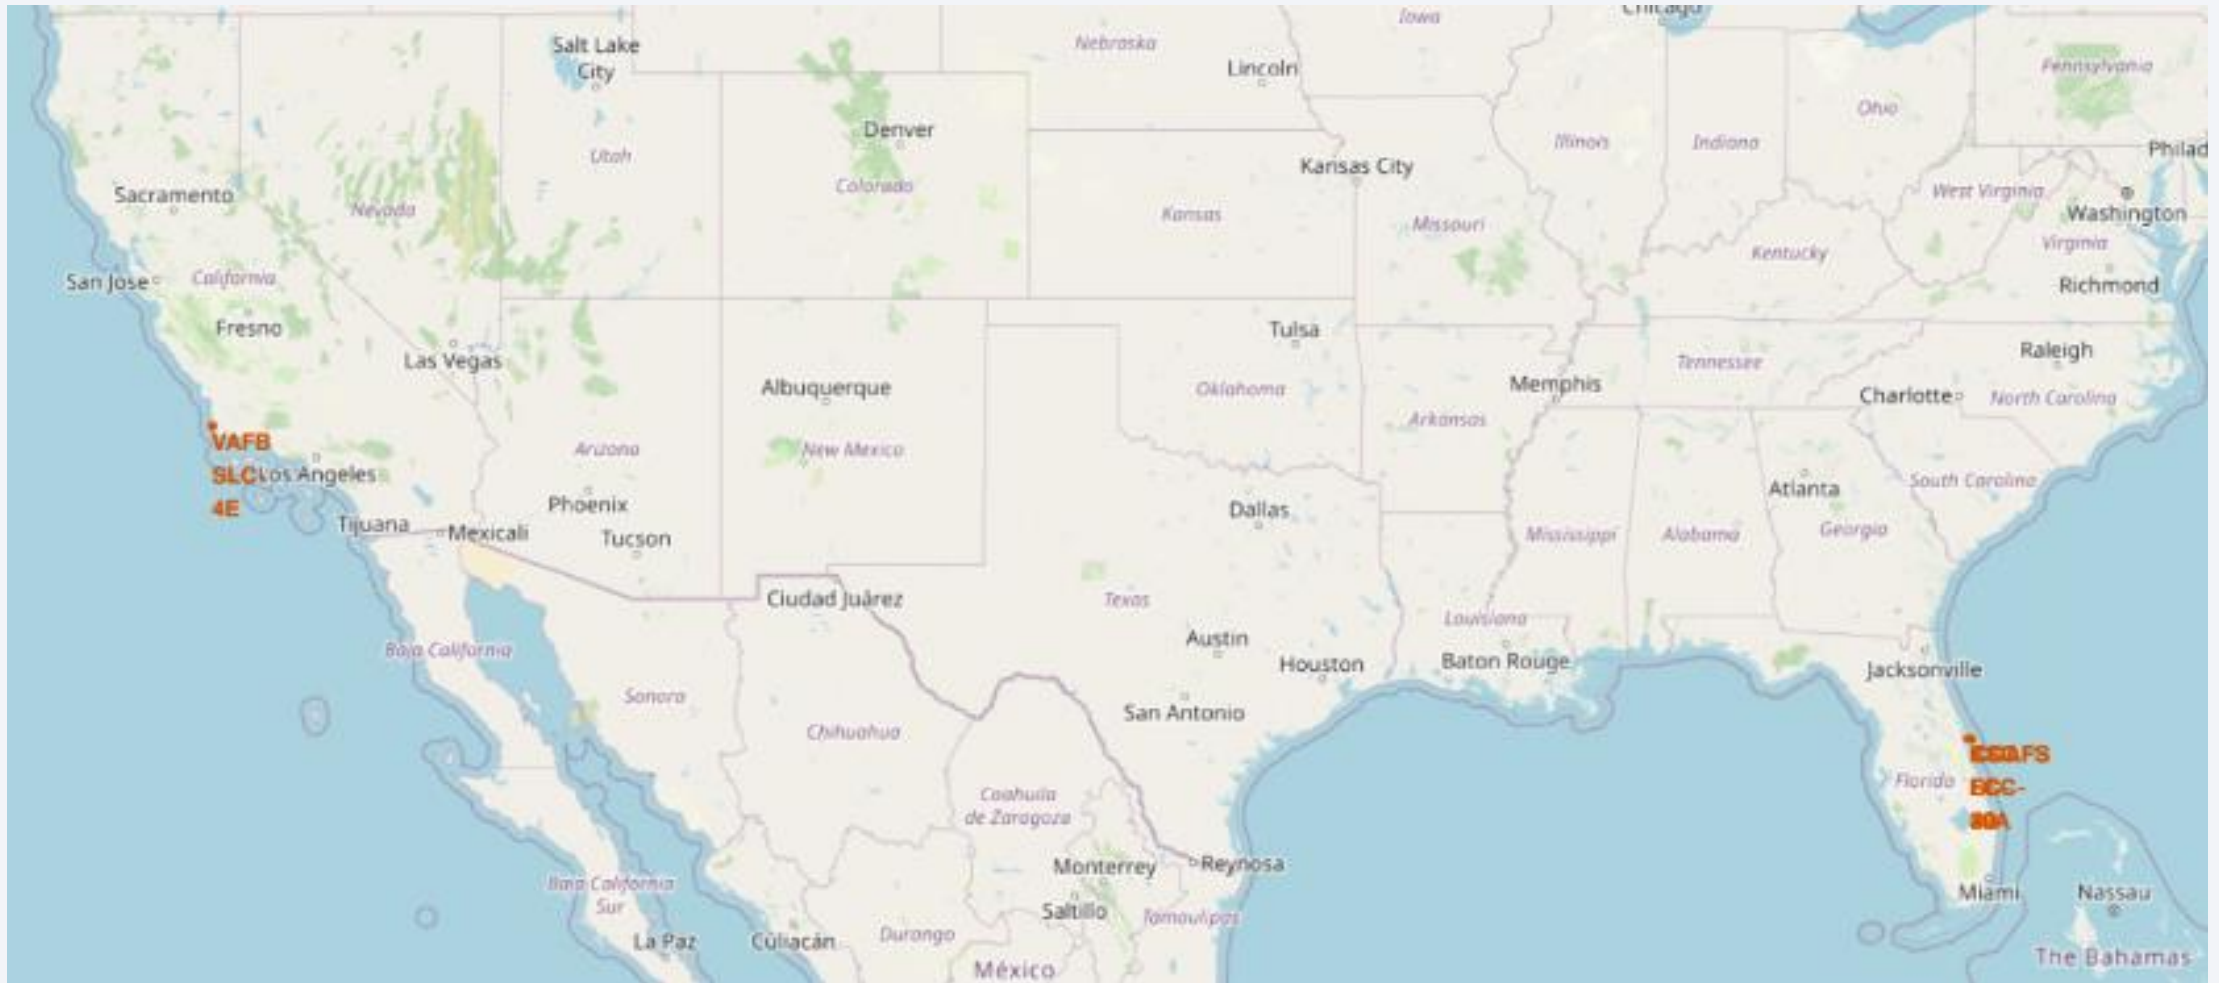 Chicago
Iowa
Nebraska
Salt Lake
City
Lincoln
Pennsylvania
Ohio
Denver
Illinois
Indiana
Utah
Philad
Kansas City
Colorado
Sacramento
West Virginia
Nevada
Kansas
Washington
Missouri
Virginia
Kentucky
San Jose
California
Richmond
Fresno
Tulsa
Las Vegas
Raleigh
Tennessee
Albuquerque
Memphis
Oklahoma
Charlotte
North Carolina
Arkansas
VAFB
SLC
4E
Los Angeles
Arizona
New Mexico
South Carolina
Atlanta
Phoenix
Dallas
Tijuana
Mexicali
Tucson
Mississippi
Alabama
Georgia
Ciudad Juárez
Texas
Louisiana
Austin
Baja California
Houston
Baton Rouge
Jacksonville
Sonora
San Antonio
Chihuahua
Florida
Coahuila
de Zaragoza
Monterrey
Reynosa
Baja California
Sur
Miami
Nassau
Saltillo
Tamaulipas
La Paz
Culiacán
Durango
México
The Bahamas